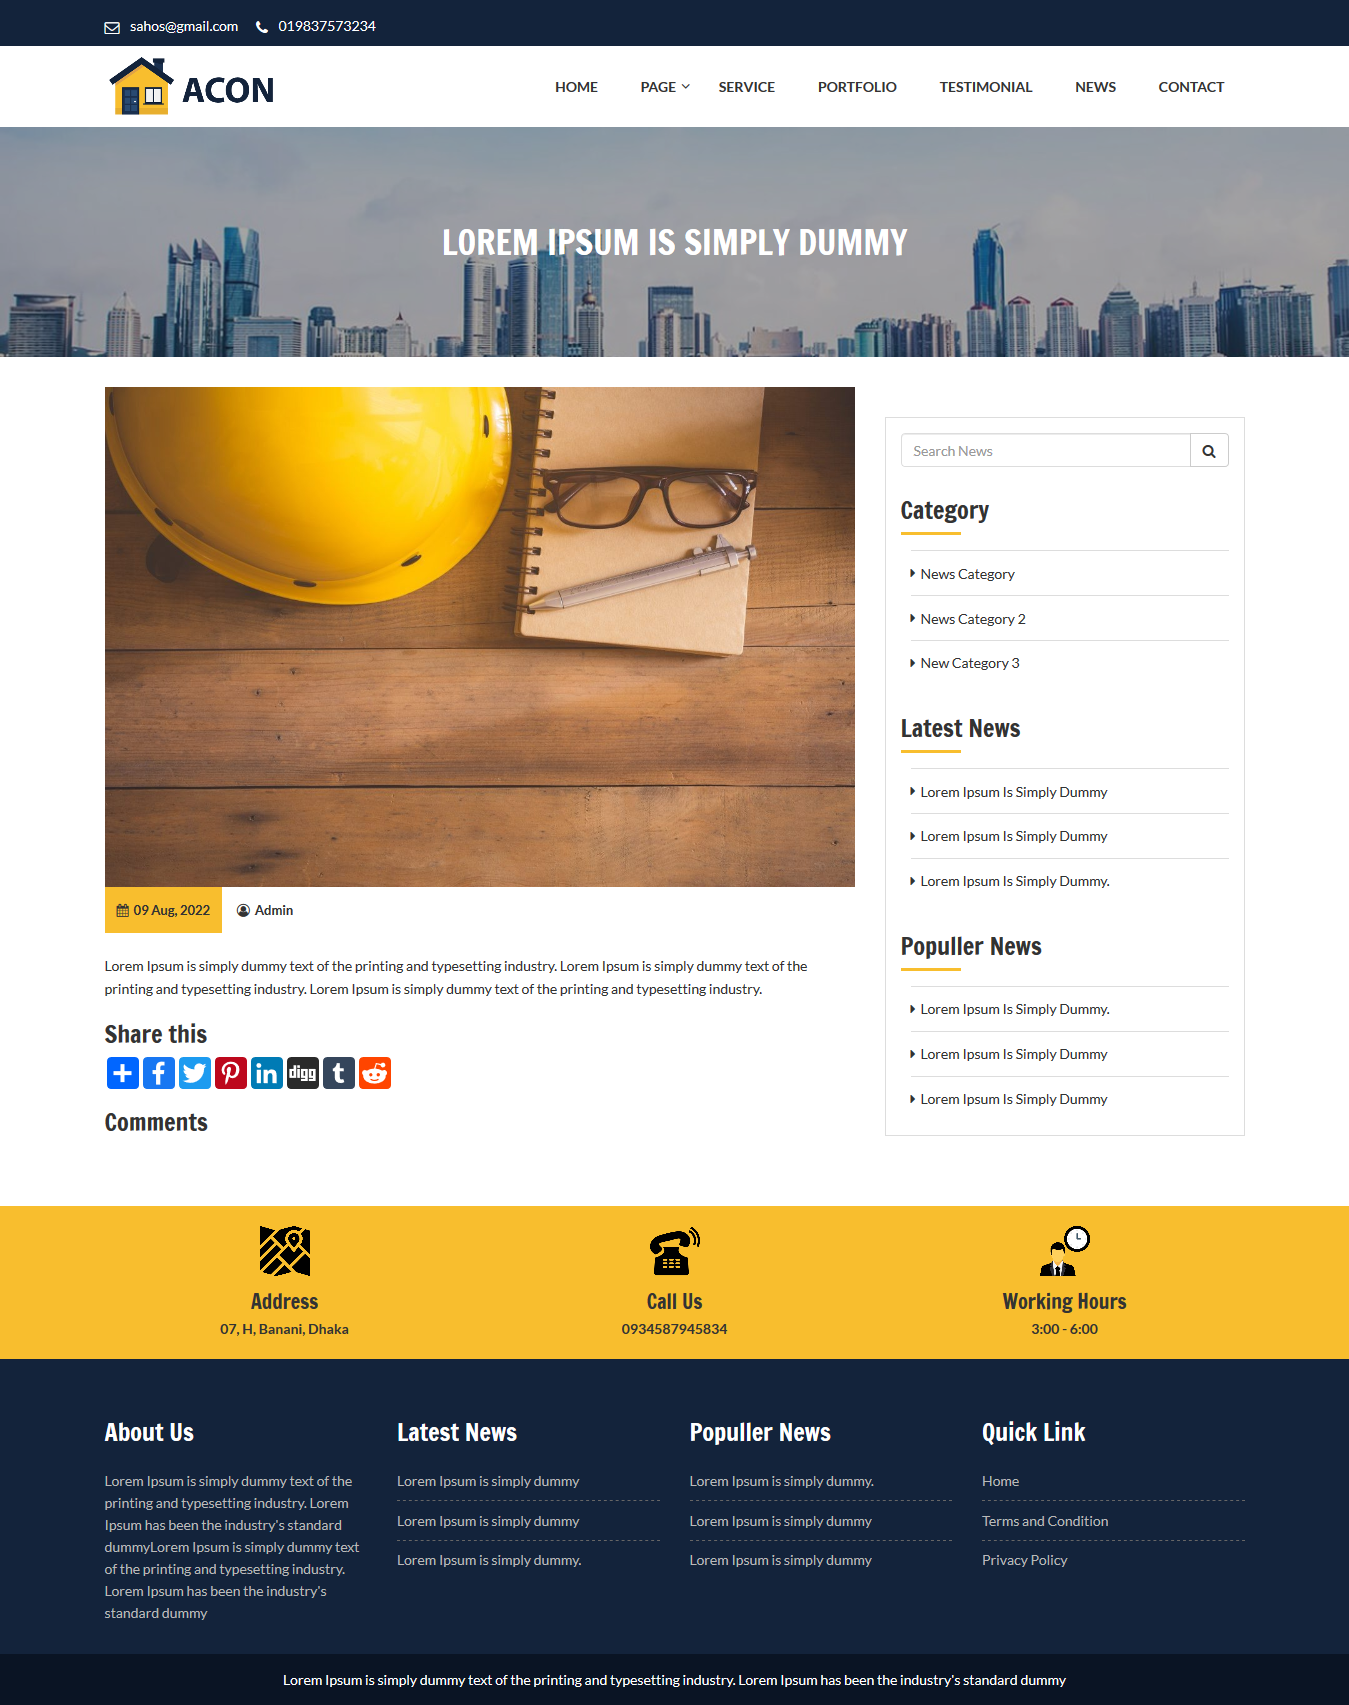 sahos@gmail.com 019837573234
ACON
HOME PAGE SERVICE PORTFOLIO TESTIMONIAL NEWS CONTACT
LOREM IPSUM IS SIMPLY DUMMY
09 Aug, 2022 Admin
Lorem Ipsum is simply dummy text of the printing and typesetting industry. Lorem Ipsum is simply dummy text of the
printing and typesetting industry. Lorem Ipsum is simply dummy text of the printing and typesetting industry.
Share this
digg
Comments
Search News
Category
News Category
News Category 2
New Category 3
Latest News
Lorem Ipsum Is Simply Dummy
Lorem Ipsum Is Simply Dummy
Lorem Ipsum Is Simply Dummy.
Populler News
Lorem Ipsum Is Simply Dummy.
Lorem Ipsum Is Simply Dummy
Lorem Ipsum Is Simply Dummy
Address
07, H, Banani, Dhaka
Call Us
0934587945834
Working Hours
3:00 - 6:00
About Us
Lorem Ipsum is simply dummy text of the
printing and typesetting industry. Lorem
Ipsum has been the industry's standard
dummyLorem Ipsum is simply dummy text
of the printing and typesetting industry.
Lorem Ipsum has been the industry's
standard dummy
Latest News
Lorem Ipsum is simply dummy
Lorem Ipsum is simply dummy
Lorem Ipsum is simply dummy.
Populler News
Lorem Ipsum is simply dummy.
Lorem Ipsum is simply dummy
Lorem Ipsum is simply dummy
Quick Link
Home
Terms and Condition
Privacy Policy
Lorem Ipsum is simply dummy text of the printing and typesetting industry. Lorem Ipsum has been the industry's standard dummy